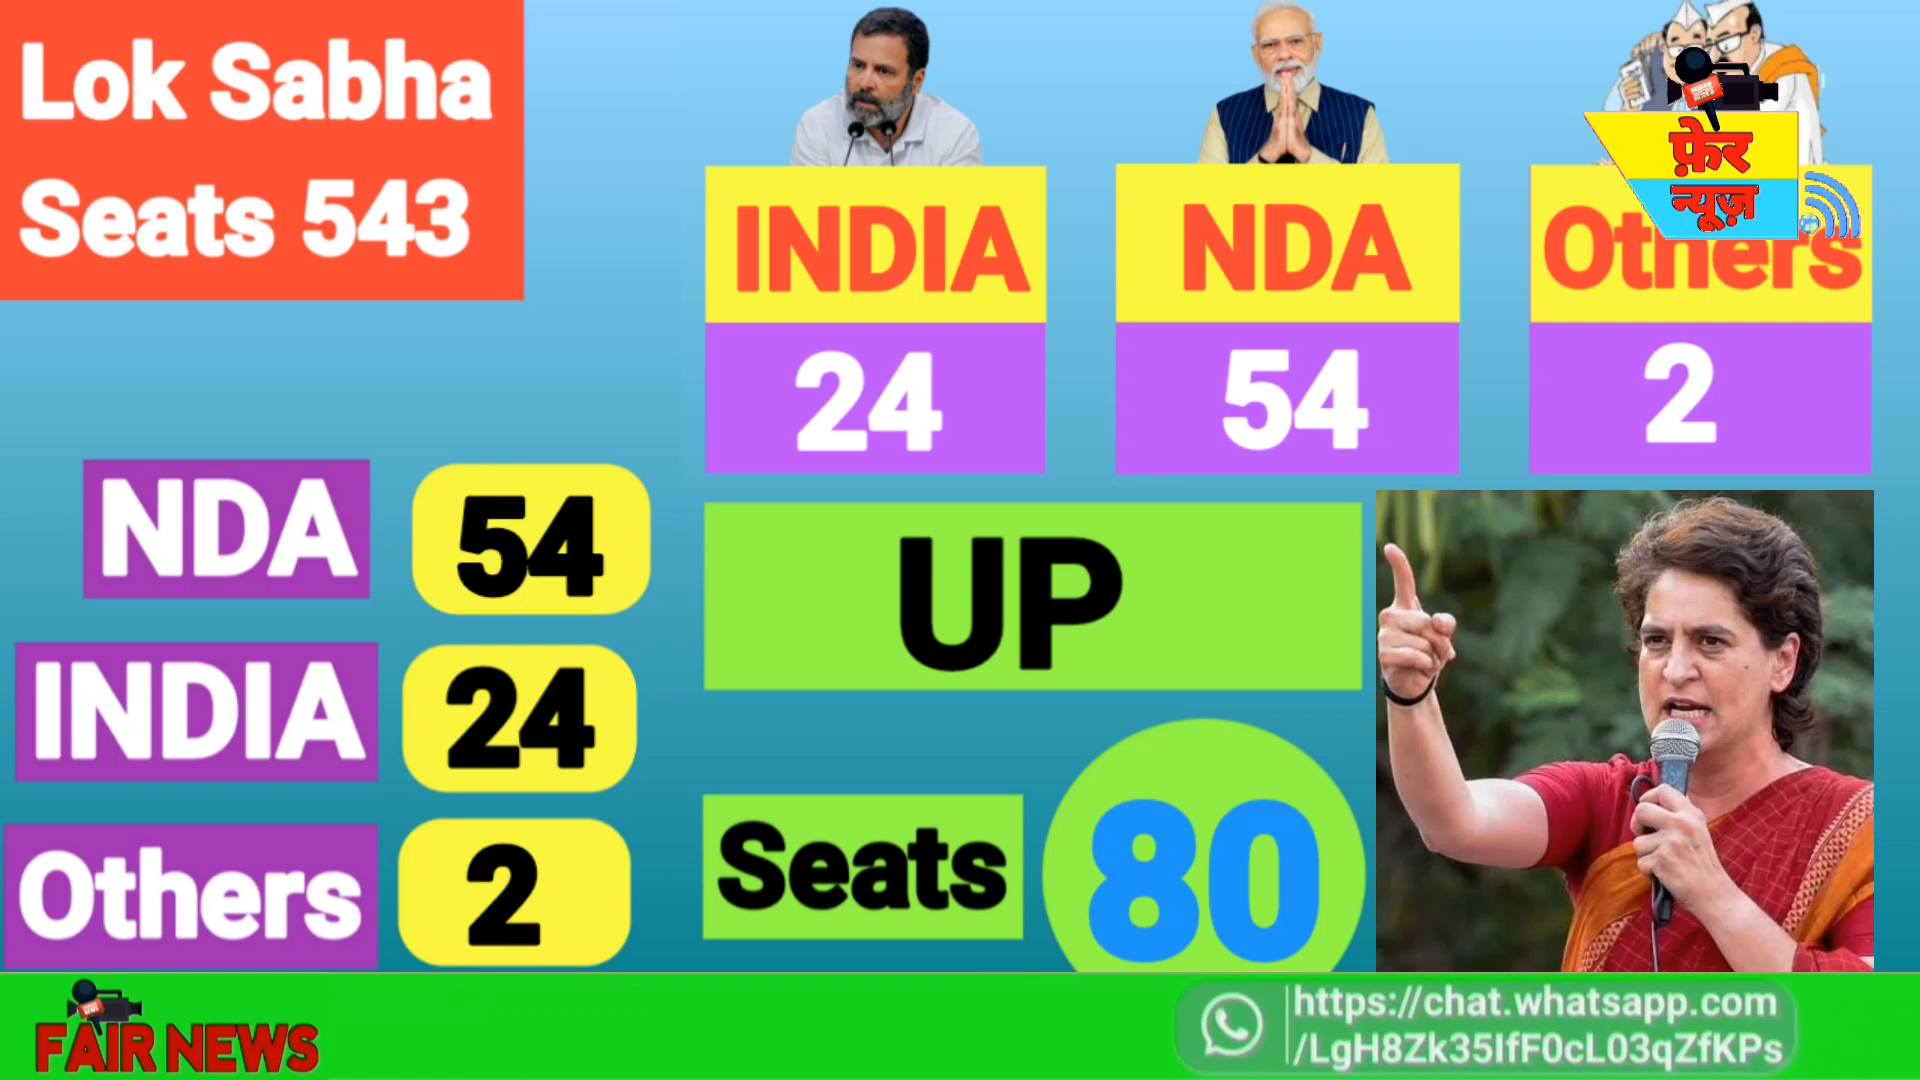 Lok Sabha
Seats 543
INDIA
NDA
Others
24
54
2
फ़ेर
न्यूज़
NDA
54
INDIA
24
Others
2
UP
Seats
80
FAIR NEWS
https://chat.whatsapp.com
/LgH8Zk35IfF0cL03qZfKPs